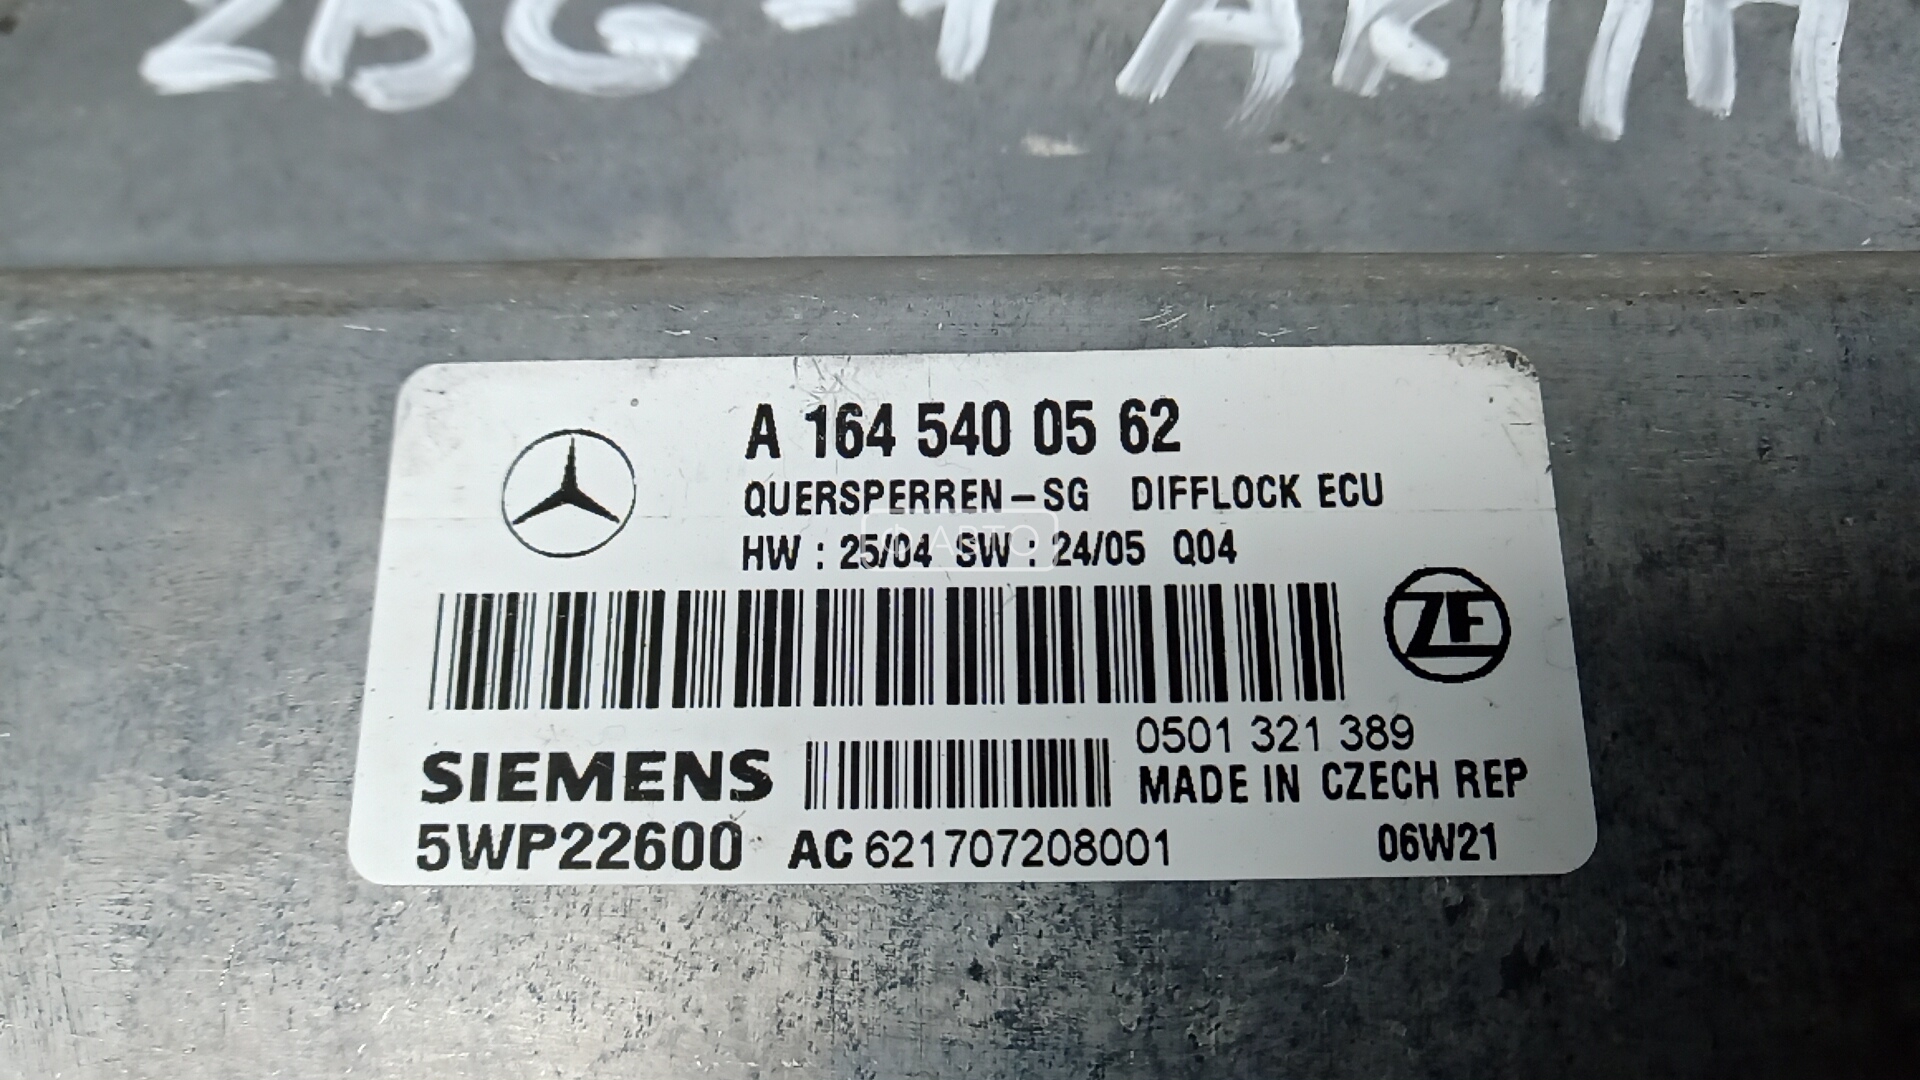 A 164 540 05 62
QUERSPERREN-SG DIFFLOCK ECU
HW : 25/04 SW : 24/05 Q04
АВТО
ZF
0501 321 389
SIEMENS
MADE IN CZECH REP
5WP22600 AC 621707208001 06W21